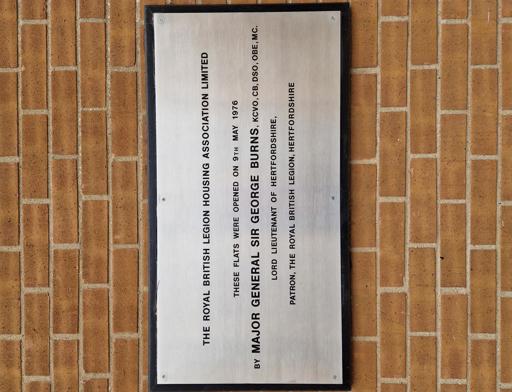 THE ROYAL BRITISH LEGION HOUSING ASSOCIATION LIMITED
THESE FLATS WERE OPENED ON 9TH MAY 1976
BY MAJOR GENERAL SIR GEORGE BURNS, KCVO, CB, DSO, OBE, MC.
LORD LIEUTENANT OF HERTFORDSHIRE,
PATRON, THE ROYAL BRITISH LEGION, HERTFORDSHIRE